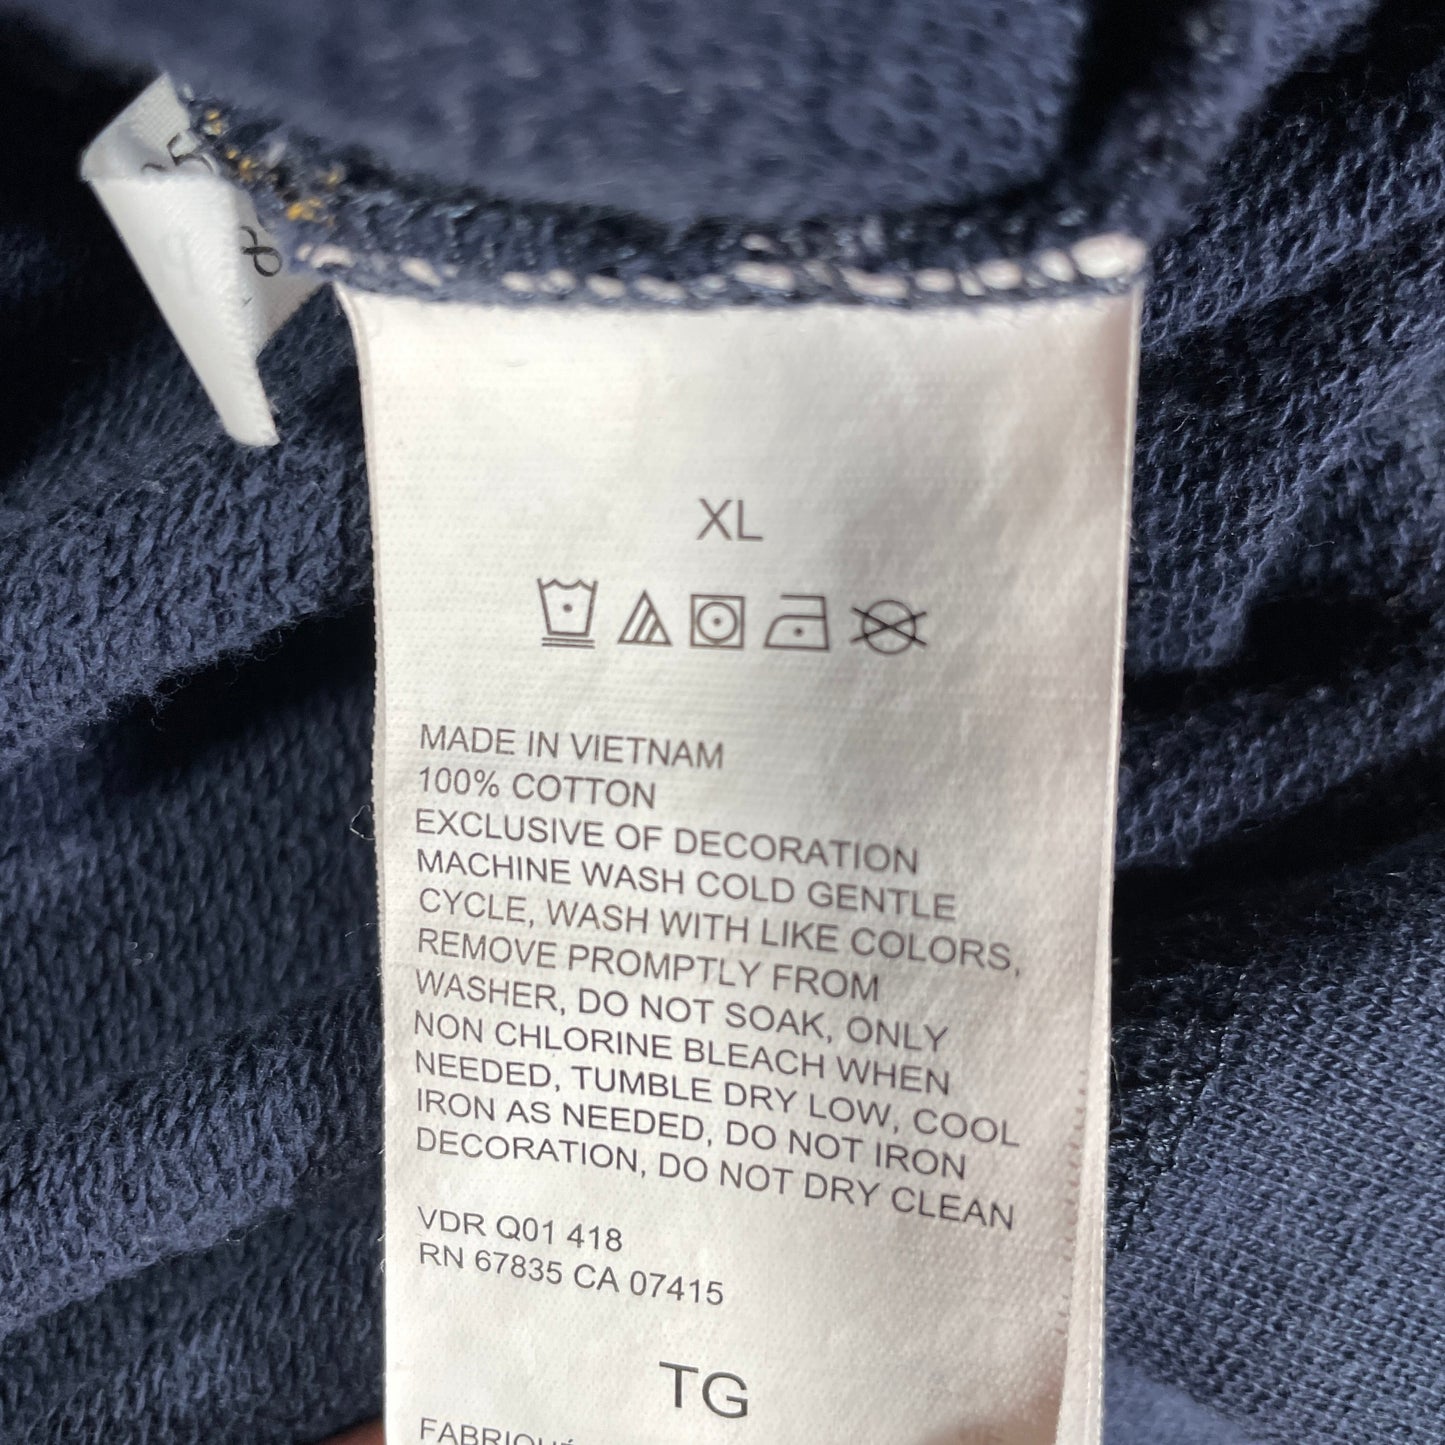 8
XL
MADE IN VIETNAM
100% COTTON
EXCLUSIVE OF DECORATION
MACHINE WASH COLD GENTLE
CYCLE, WASH WITH LIKE COLORS,
REMOVE PROMPTLY FROM
WASHER, DO NOT SOAK, ONLY
NON CHLORINE BLEACH WHEN
NEEDED, TUMBLE DRY LOW, COOL
IRON AS NEEDED, DO NOT IRON
DECORATION, DO NOT DRY CLEAN
VDR Q01 418
RN 67835 CA 07415
TG